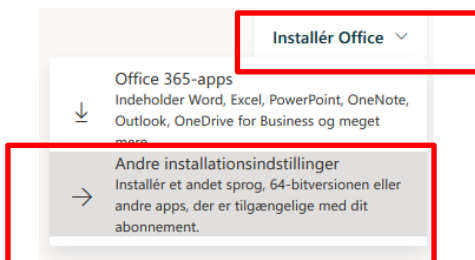 Installér Office
Office 365-apps
Indeholder Word, Excel, PowerPoint, OneNote,
Outlook, OneDrive for Business og meget
mere.
Andre installationsindstillinger
Installér et andet sprog, 64-bitversionen eller
andre apps, der er tilgængelige med dit
abonnement.